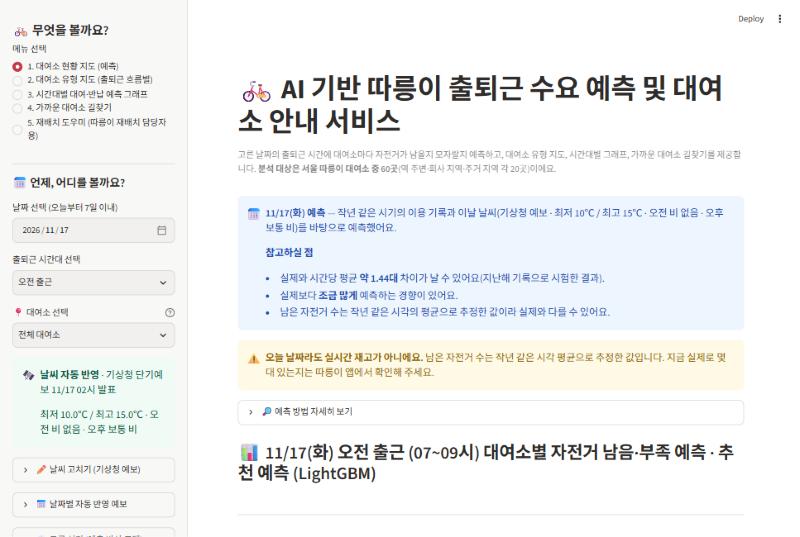 무엇을 볼까요?
메뉴 선택
1. 대여소 현황 지도 (예측)
2. 대여소 유형 지도 (출퇴근 흐름별)
3. 시간대별 대여·반납 예측 그래프
4. 가까운 대여소 길찾기
5. 재배치 도우미 (따릉이 재배치 담당자
용)
언제, 어디를 볼까요?
날짜 선택 (오늘부터 7일 이내)
2026/11/17
출퇴근 시간대 선택
오전 출근
대여소 선택
전체 대여소
날씨 자동 반영 · 기상청 단기예
보 11/17 02시 발표
최저 10.0℃ / 최고 15.0℃ · 오
전 비 없음 · 오후 보통 비
날씨 고치기 (기상청 예보)
날짜별 자동 반영 예보
Deploy
AI 기반 따릉이 출퇴근 수요 예측 및 대여
소 안내 서비스
고른 날짜의 출퇴근 시간에 대여소마다 자전거가 남을지 모자랄지 예측하고, 대여소 유형 지도, 시간대별 그래프, 가까운 대여소 길찾기를 제공합
니다. 분석 대상은 서울 따릉이 대여소 중 60곳(역 주변·회사 지역·주거 지역 각 20곳)이에요.
11/17(화) 예측 — 작년 같은 시기의 이용 기록과 이날 날씨(기상청 예보 · 최저 10℃ / 최고 15℃ · 오전 비 없음 · 오후
보통 비)를 바탕으로 예측했어요.
참고하실 점
• 실제와 시간당 평균 약 1.44대 차이가 날 수 있어요(지난해 기록으로 시험한 결과).
• 실제보다 조금 많게 예측하는 경향이 있어요.
• 남은 자전거 수는 작년 같은 시각의 평균으로 추정한 값이라 실제와 다를 수 있어요.
오늘 날짜라도 실시간 재고가 아니에요. 남은 자전거 수는 작년 같은 시각 평균으로 추정한 값입니다. 지금 실제로 몇
대 있는지는 따릉이 앱에서 확인해 주세요.
예측 방법 자세히 보기
11/17(화) 오전 출근 (07~09시) 대여소별 자전거 남음·부족 예측 · 추
천 예측 (LightGBM)